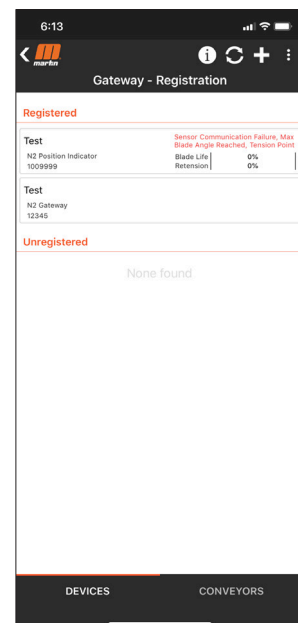 6:13
martin
Gateway - Registration
Registered
Test
Sensor Communication Failure, Max
Blade Angle Reached, Tension Point
N2 Position Indicator
1009999
Blade Life 0%
Retension 0%
Test
N2 Gateway
12345
Unregistered
None found
DEVICES CONVEYORS